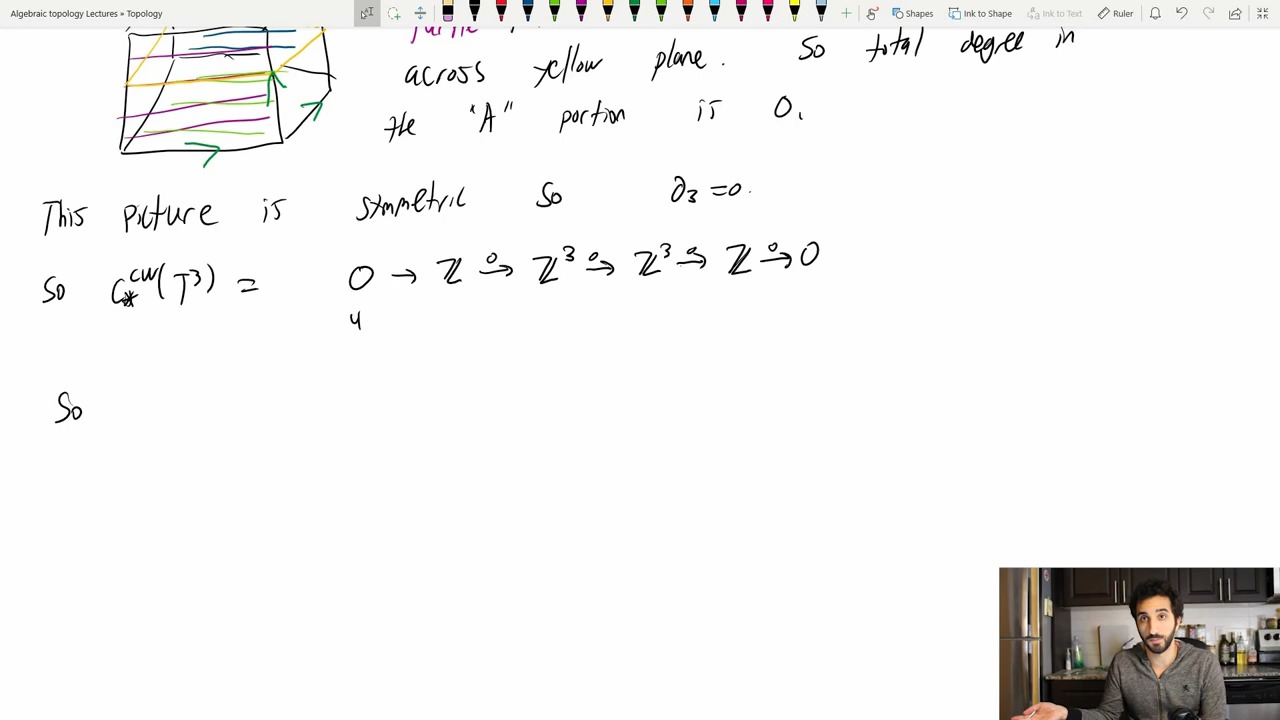 Algebraic topology Lectures » Topology
Shapes Ink to Shape Ink to Text Ruler
across yellow plane. So total degree in
the "A" portion is 0.
This picture is symmetric so ∂₃ =0.
So C_*^{CW}(T³) = 0 → ℤ →⁰ ℤ³ →⁰ ℤ³ →⁰ ℤ →⁰ 0
4
So